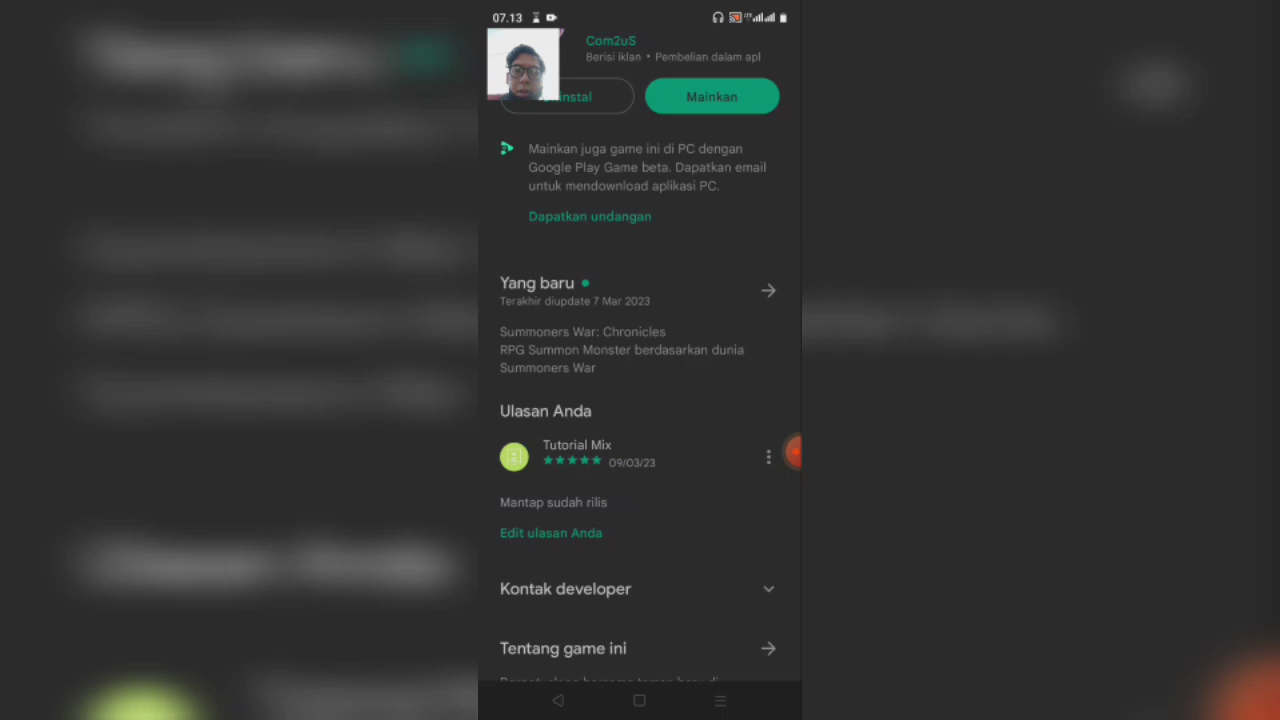 07.13
Com2uS
Berisi iklan • Pembelian dalam apl
instal
Mainkan
Mainkan juga game ini di PC dengan
Google Play Game beta. Dapatkan email
untuk mendownload aplikasi PC.
Dapatkan undangan
Yang baru
Terakhir diupdate 7 Mar 2023
Summoners War: Chronicles
RPG Summon Monster berdasarkan dunia
Summoners War
Ulasan Anda
Tutorial Mix
09/03/23
Mantap sudah rilis
Edit ulasan Anda
Kontak developer
Tentang game ini